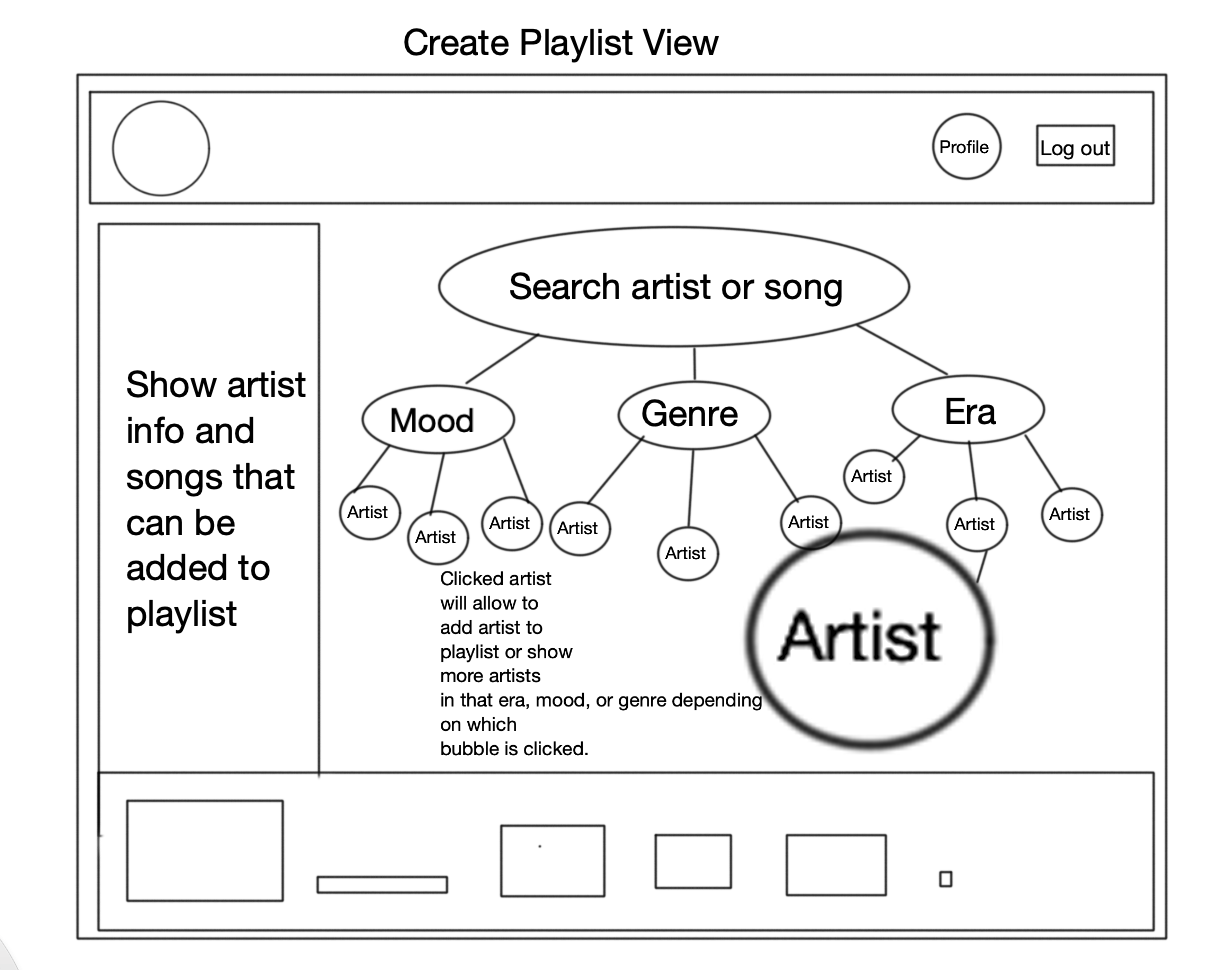 Create Playlist View
Profile
Log out
Search artist or song
Show artist
info and
songs that
can be
added to
playlist
Mood
Genre
Era
Artist
Artist
Artist
Artist
Artist
Artist
Artist
Artist
Artist
Clicked artist
will allow to
add artist to
playlist or show
more artists
in that era, mood, or genre depending
on which
bubble is clicked.
Artist